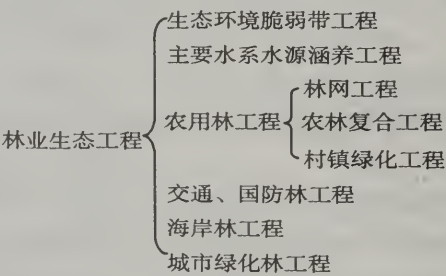 生态环境脆弱带工程
主要水系水源涵养工程
林网工程
林业生态工程
农用林工程
农林复合工程
村镇绿化工程
交通、国防林工程
海岸林工程
城市绿化林工程